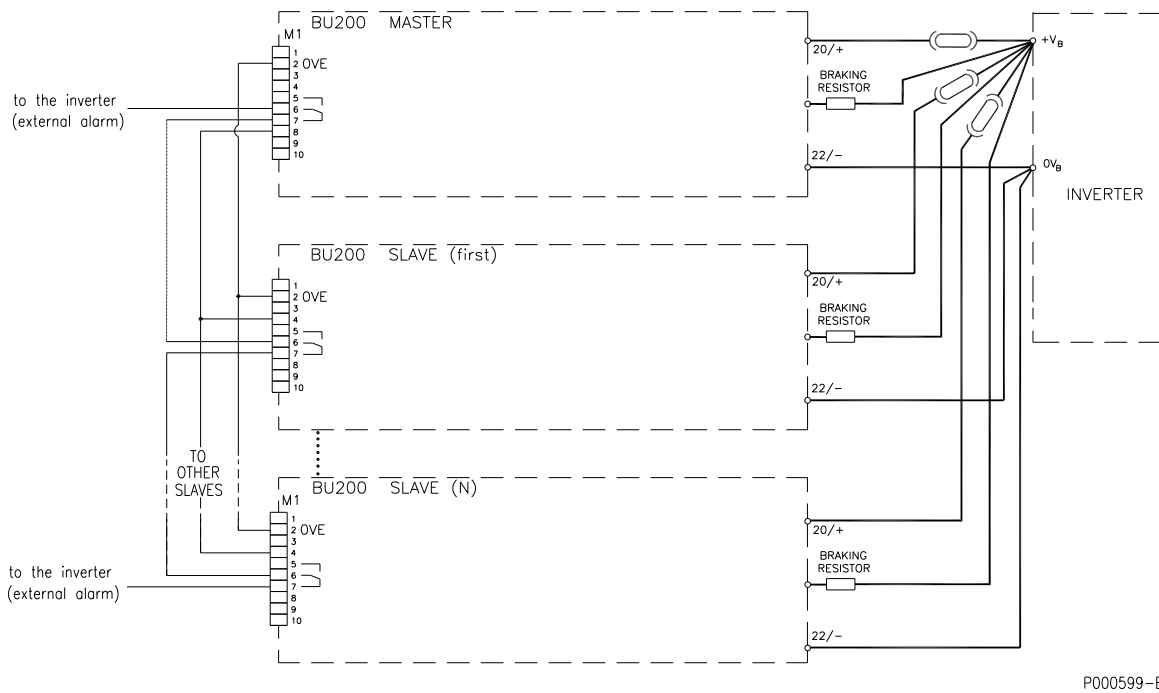 BU200 MASTER
M1
1
2 OVE
3
4
5
6
7
8
9
10
to the inverter
(external alarm)
20/+
BRAKING
RESISTOR
22/-
+VB
0VB
INVERTER
BU200 SLAVE (first)
1
2 OVE
3
4
5
6
7
8
9
10
20/+
BRAKING
RESISTOR
22/-
TO
OTHER
SLAVES
BU200 SLAVE (N)
M1
1
2 OVE
3
4
5
6
7
8
9
10
to the inverter
(external alarm)
20/+
BRAKING
RESISTOR
22/-